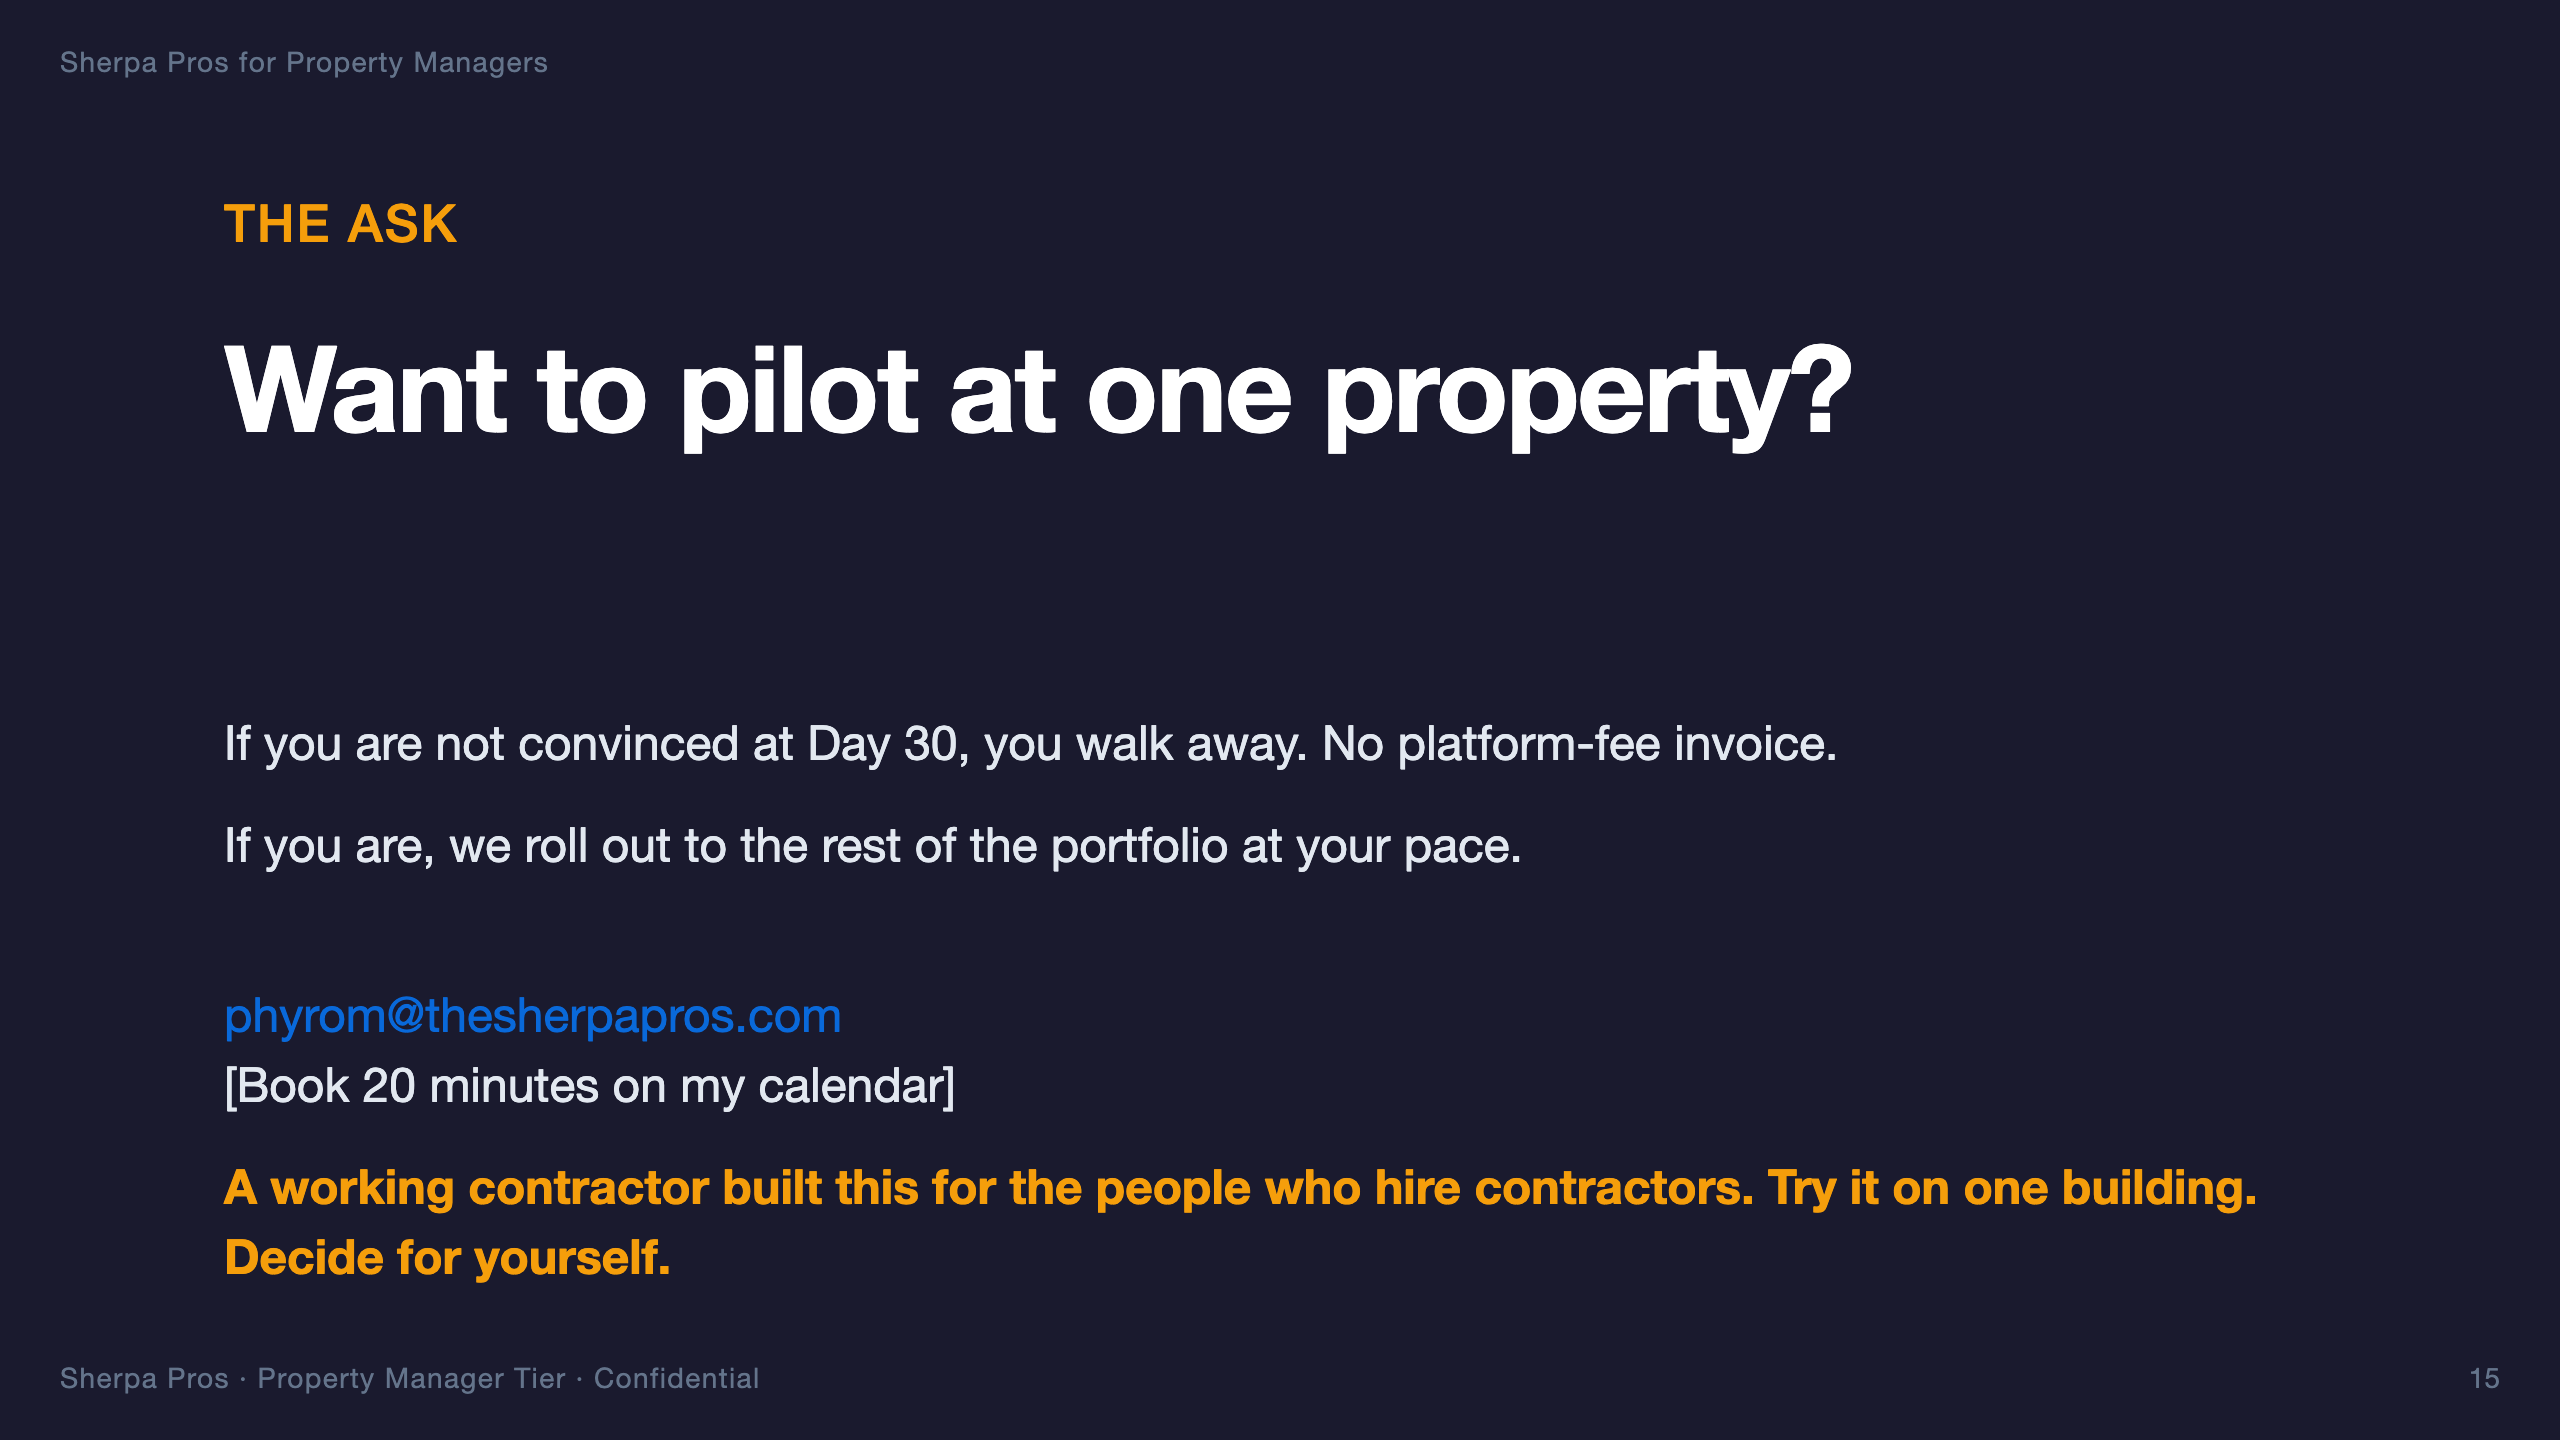 Sherpa Pros for Property Managers
THE ASK
Want to pilot at one property?
If you are not convinced at Day 30, you walk away. No platform-fee invoice.
If you are, we roll out to the rest of the portfolio at your pace.
phyrom@thesherpapros.com
[Book 20 minutes on my calendar]
A working contractor built this for the people who hire contractors. Try it on one building.
Decide for yourself.
Sherpa Pros · Property Manager Tier · Confidential
15